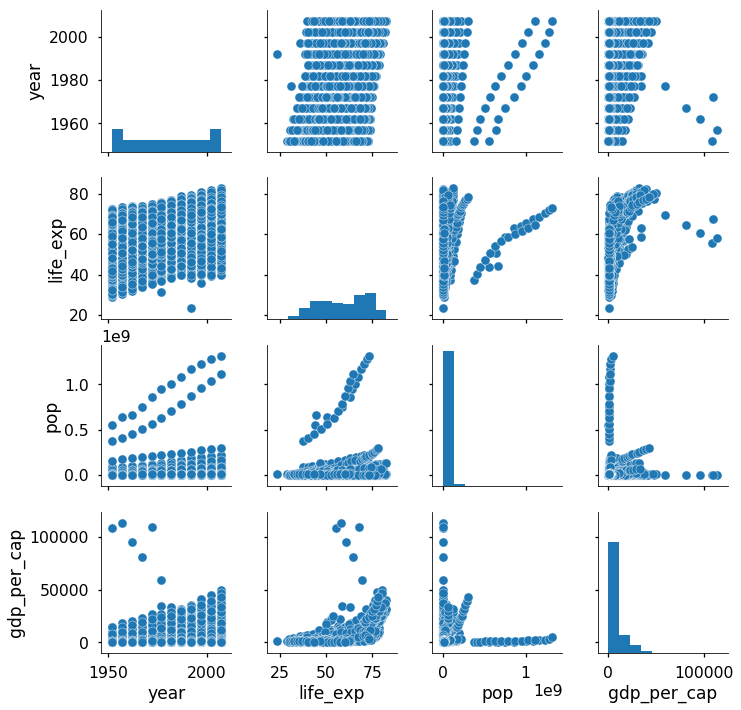 2000
1980
1960
year
80
60
40
20
life_exp
1e9
1.0
0.5
0.0
pop
100000
50000
0
gdp_per_cap
1950 2000
year
25 50 75
life_exp
0 1
1e9
pop
0 100000
gdp_per_cap